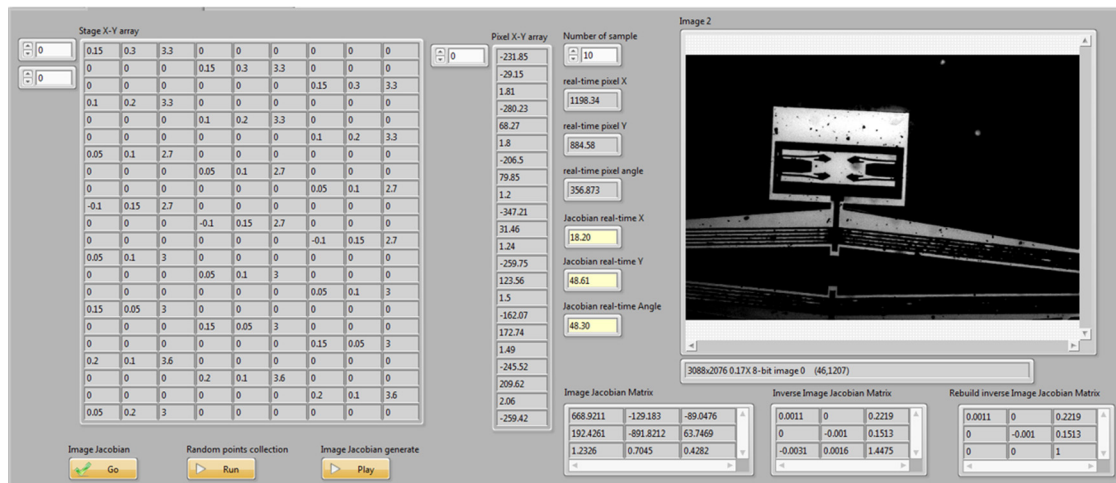 Stage X-Y array
0
0
0.15 0.3 3.3 0 0 0 0 0 0
0 0 0 0.15 0.3 3.3 0 0 0
0 0 0 0 0 0 0.15 0.3 3.3
0.1 0.2 3.3 0 0 0 0 0 0
0 0 0 0.1 0.2 3.3 0 0 0
0 0 0 0 0 0 0.1 0.2 3.3
0.05 0.1 2.7 0 0 0 0 0 0
0 0 0 0.05 0.1 2.7 0 0 0
0 0 0 0 0 0 0.05 0.1 2.7
-0.1 0.15 2.7 0 0 0 0 0 0
0 0 0 -0.1 0.15 2.7 0 0 0
0 0 0 0 0 0 -0.1 0.15 2.7
0.05 0.1 3 0 0 0 0 0 0
0 0 0 0.05 0.1 3 0 0 0
0 0 0 0 0 0 0.05 0.1 3
0.15 0.05 3 0 0 0 0 0 0
0 0 0 0.15 0.05 3 0 0 0
0 0 0 0 0 0 0.15 0.05 3
0.2 0.1 3.6 0 0 0 0 0 0
0 0 0 0.2 0.1 3.6 0 0 0
0 0 0 0 0 0 0.2 0.1 3.6
0.05 0.2 3 0 0 0 0 0 0
Image Jacobian
Go
Random points collection
Run
Image Jacobian generate
Play
Pixel X-Y array
0
-231.85
-29.15
1.81
-280.23
68.27
1.8
-206.5
79.85
1.2
-347.21
31.46
1.24
-259.75
123.56
1.5
-162.07
172.74
1.49
-245.52
209.62
2.06
-259.42
Number of sample
10
real-time pixel X
1198.34
real-time pixel Y
884.58
real-time pixel angle
356.873
Jacobian real-time X
18.20
Jacobian real-time Y
48.61
Jacobian real-time Angle
48.30
Image 2
3088x2076 0.17X 8-bit image 0 (46,1207)
Image Jacobian Matrix
668.9211 -129.183 -89.0476
192.4261 -891.8212 63.7469
1.2326 0.7045 0.4282
Inverse Image Jacobian Matrix
0.0011 0 0.2219
0 -0.001 0.1513
-0.0031 0.0016 1.4475
Rebuild inverse Image Jacobian Matrix
0.0011 0 0.2219
0 -0.001 0.1513
0 0 1